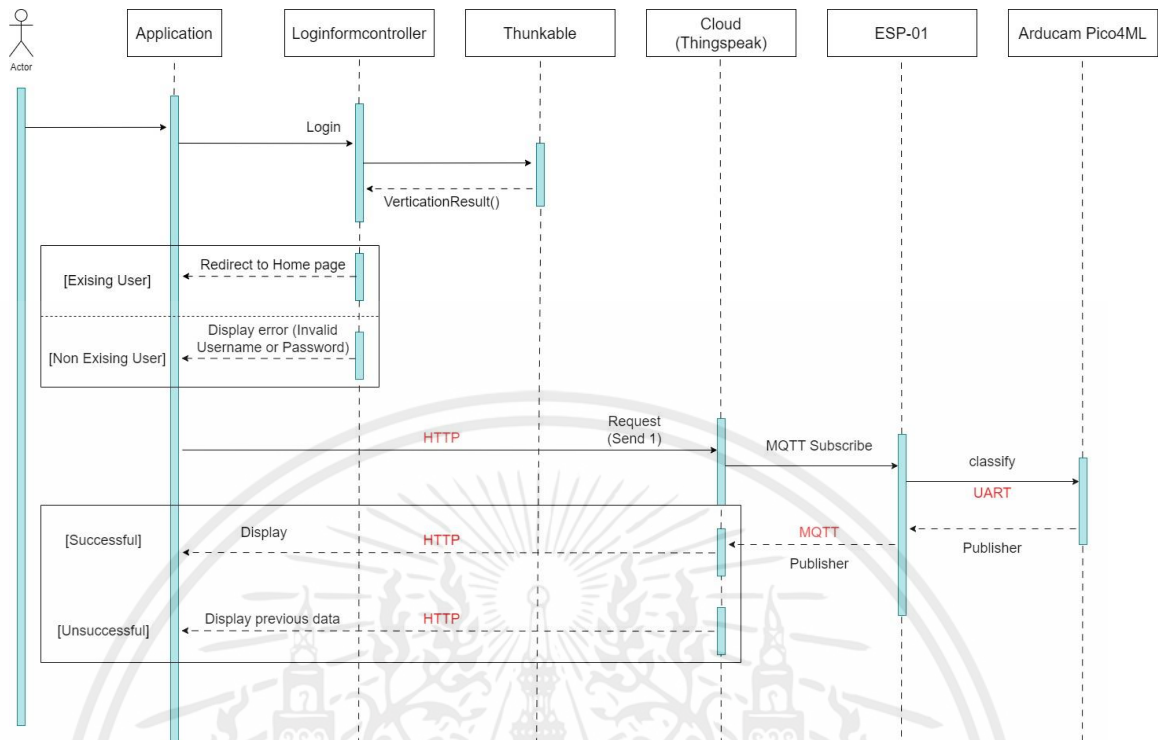 Actor
Application
Loginformcontroller
Thunkable
Cloud
(Thingspeak)
ESP-01
Arducam Pico4ML
Login
VerticationResult()
[Exising User]
Redirect to Home page
[Non Exising User]
Display error (Invalid
Username or Password)
HTTP
Request
(Send 1)
MQTT Subscribe
classify
UART
[Successful]
Display
HTTP
MQTT
Publisher
Publisher
[Unsuccessful]
Display previous data
HTTP